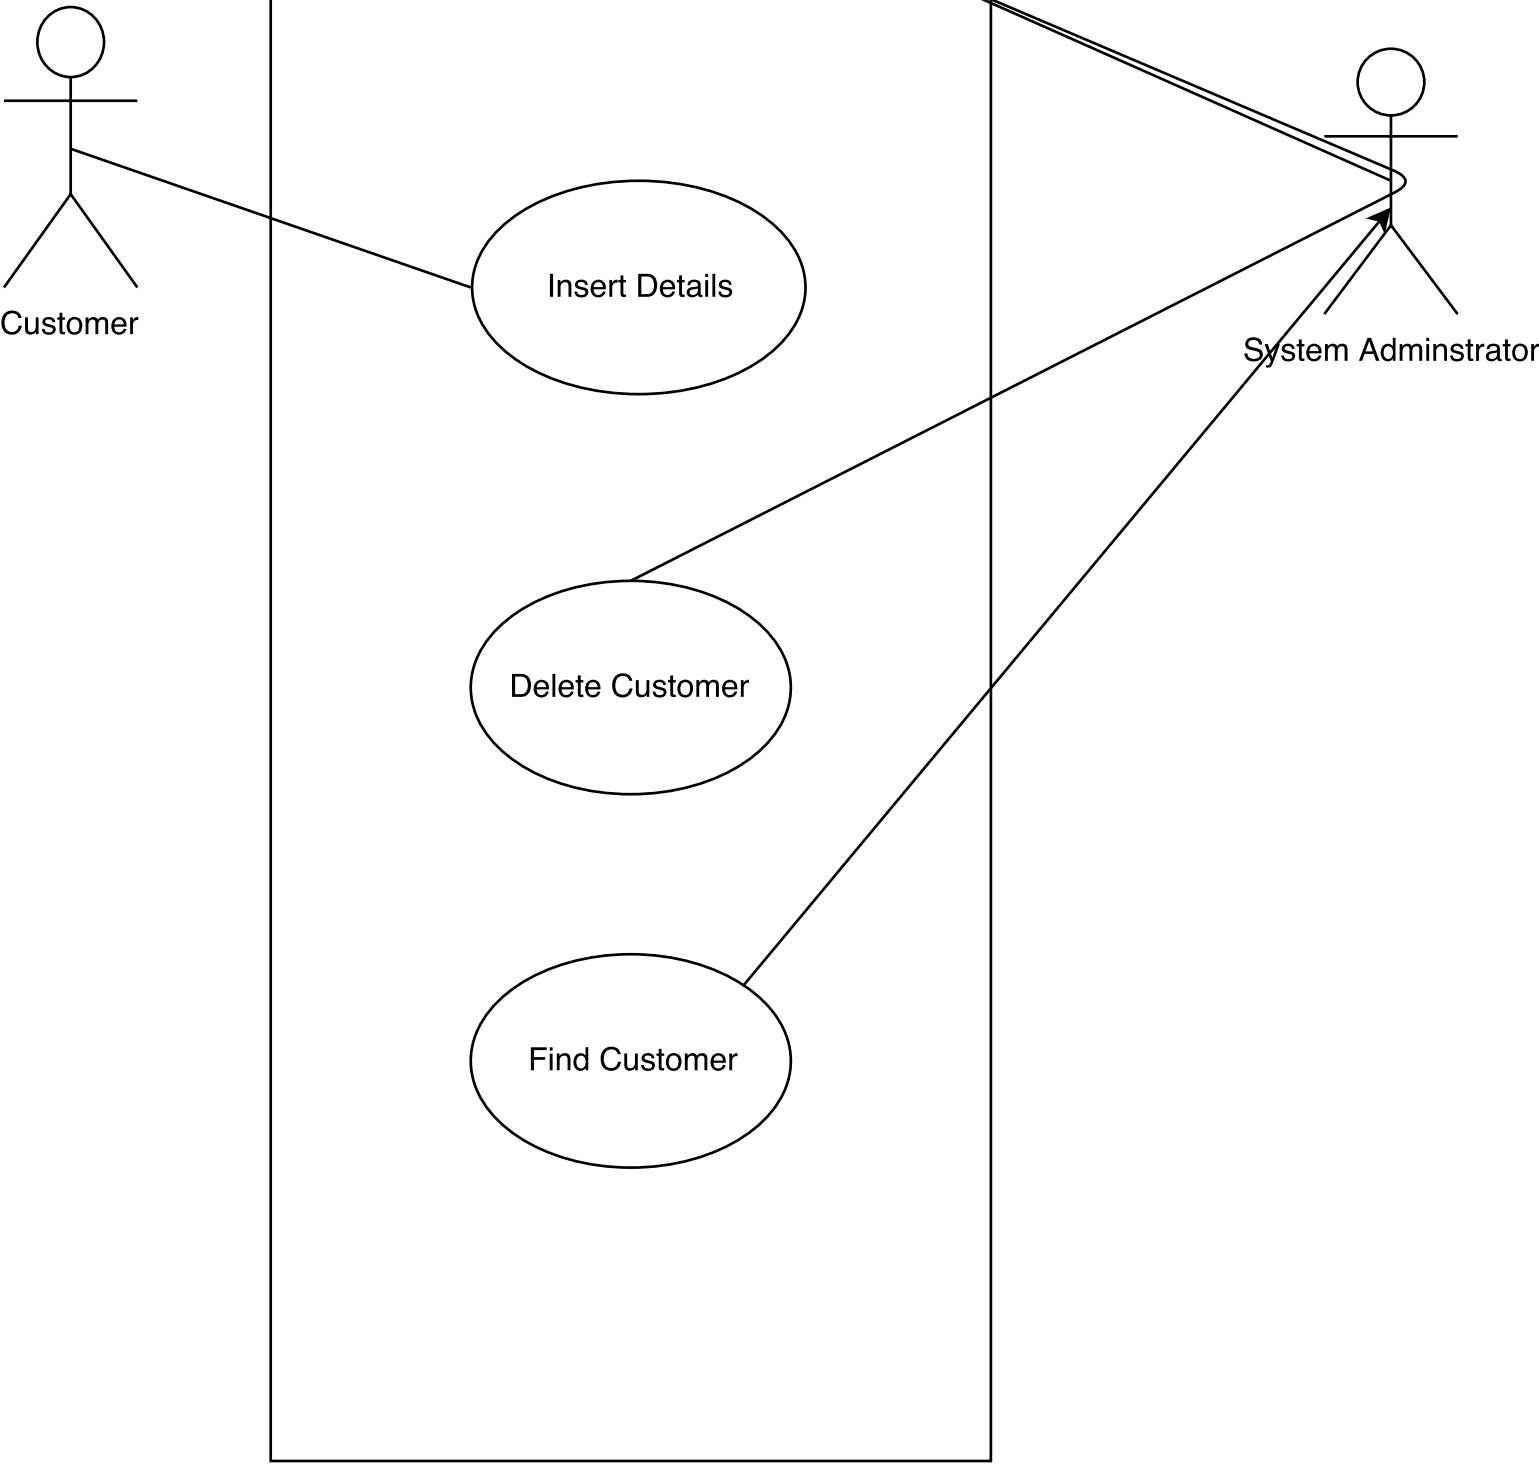 Insert Details
Customer
System Adminstrator
Delete Customer
Find Customer